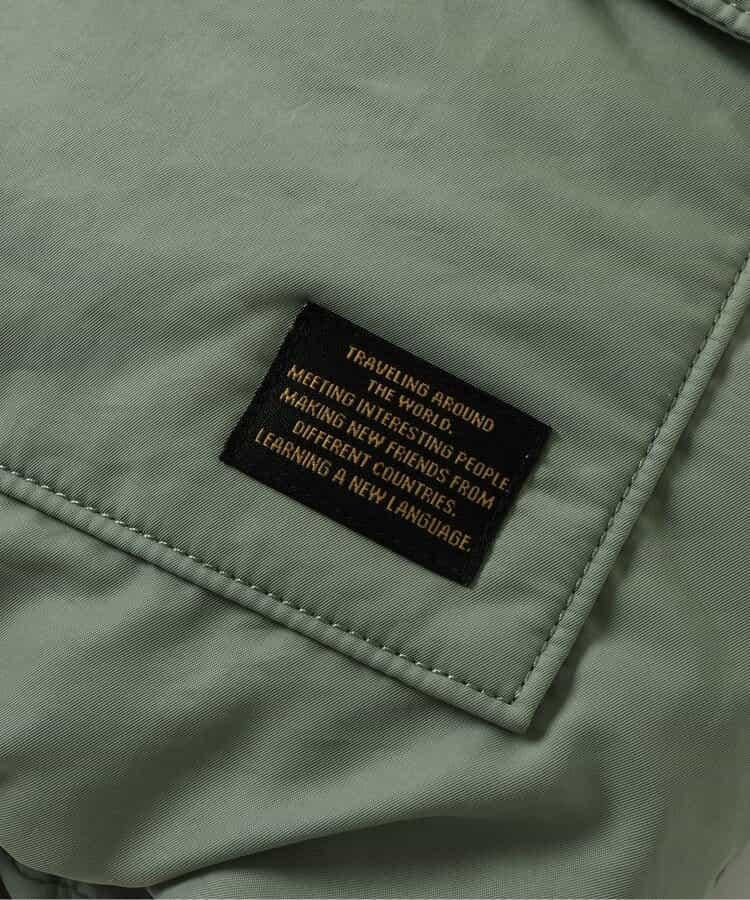 TRAVELING AROUND
THE WORLD.
MEETING INTERESTING PEOPLE.
MAKING NEW FRIENDS FROM
DIFFERENT COUNTRIES.
LEARNING A NEW LANGUAGE.